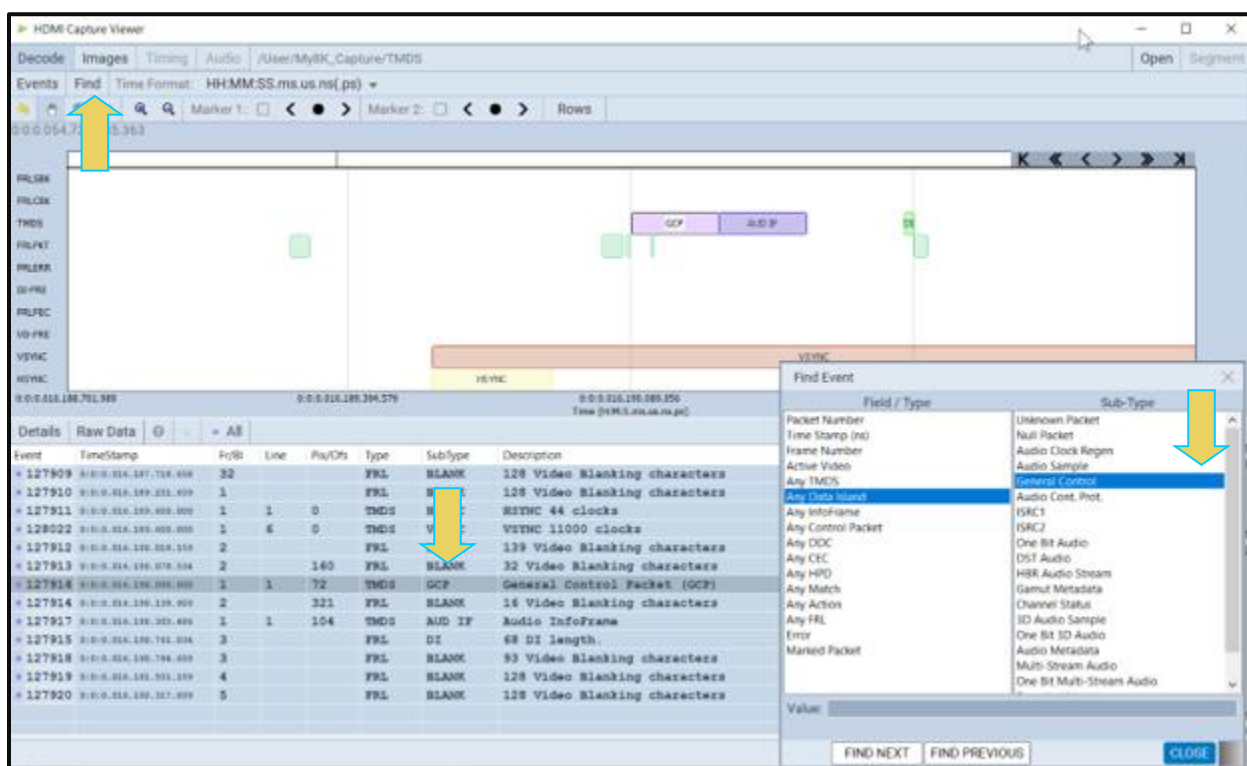 HDMI Capture Viewer
Decode Images Timing Audio /User/My8K_Capture/TMDS Open Segment
Events Find Time Format: HH:MM:SS.ms.us.ns(.ps)
Marker 1: Marker 2: Rows
FRLSBK
FRLCBK
TMDS GCP AUD IF
FRLPKT
FRLERR
DI-PRE
FRLFEC
VD-PRE
VSYNC VSYNC
HSYNC HSYNC
Time [H:M:S.ms.us.ns.ps]
Details Raw Data All
Event TimeStamp Fr/Bl Line Pix/Ofs Type SubType Description
127909 32 FRL BLANK 128 Video Blanking characters
127910 1 FRL 128 Video Blanking characters
127911 1 1 0 TMDS HSYNC 44 clocks
128022 1 6 0 TMDS VSYNC 11000 clocks
127912 2 FRL 139 Video Blanking characters
127913 2 160 FRL BLANK 32 Video Blanking characters
1 1 72 TMDS GCP General Control Packet (GCP)
127914 2 321 FRL BLANK 16 Video Blanking characters
127917 1 1 104 TMDS AUD IF Audio InfoFrame
127915 3 FRL DI 68 DI length.
127918 3 FRL BLANK 93 Video Blanking characters
127919 4 FRL BLANK 128 Video Blanking characters
127920 5 FRL BLANK 128 Video Blanking characters
Find Event
Field / Type
Packet Number
Time Stamp (ns)
Frame Number
Active Video
Any TMDS
Any Data Island
Any InfoFrame
Any Control Packet
Any DDC
Any CEC
Any HPD
Any Match
Any Action
Any FRL
Error
Marked Packet
Sub-Type
Unknown Packet
Null Packet
Audio Clock Regen
Audio Sample
General Control
Audio Cont. Prot.
ISRC1
ISRC2
One Bit Audio
DST Audio
HBR Audio Stream
Gamut Metadata
Channel Status
3D Audio Sample
One Bit 3D Audio
Audio Metadata
Multi-Stream Audio
One Bit Multi-Stream Audio
Value:
FIND NEXT FIND PREVIOUS CLOSE